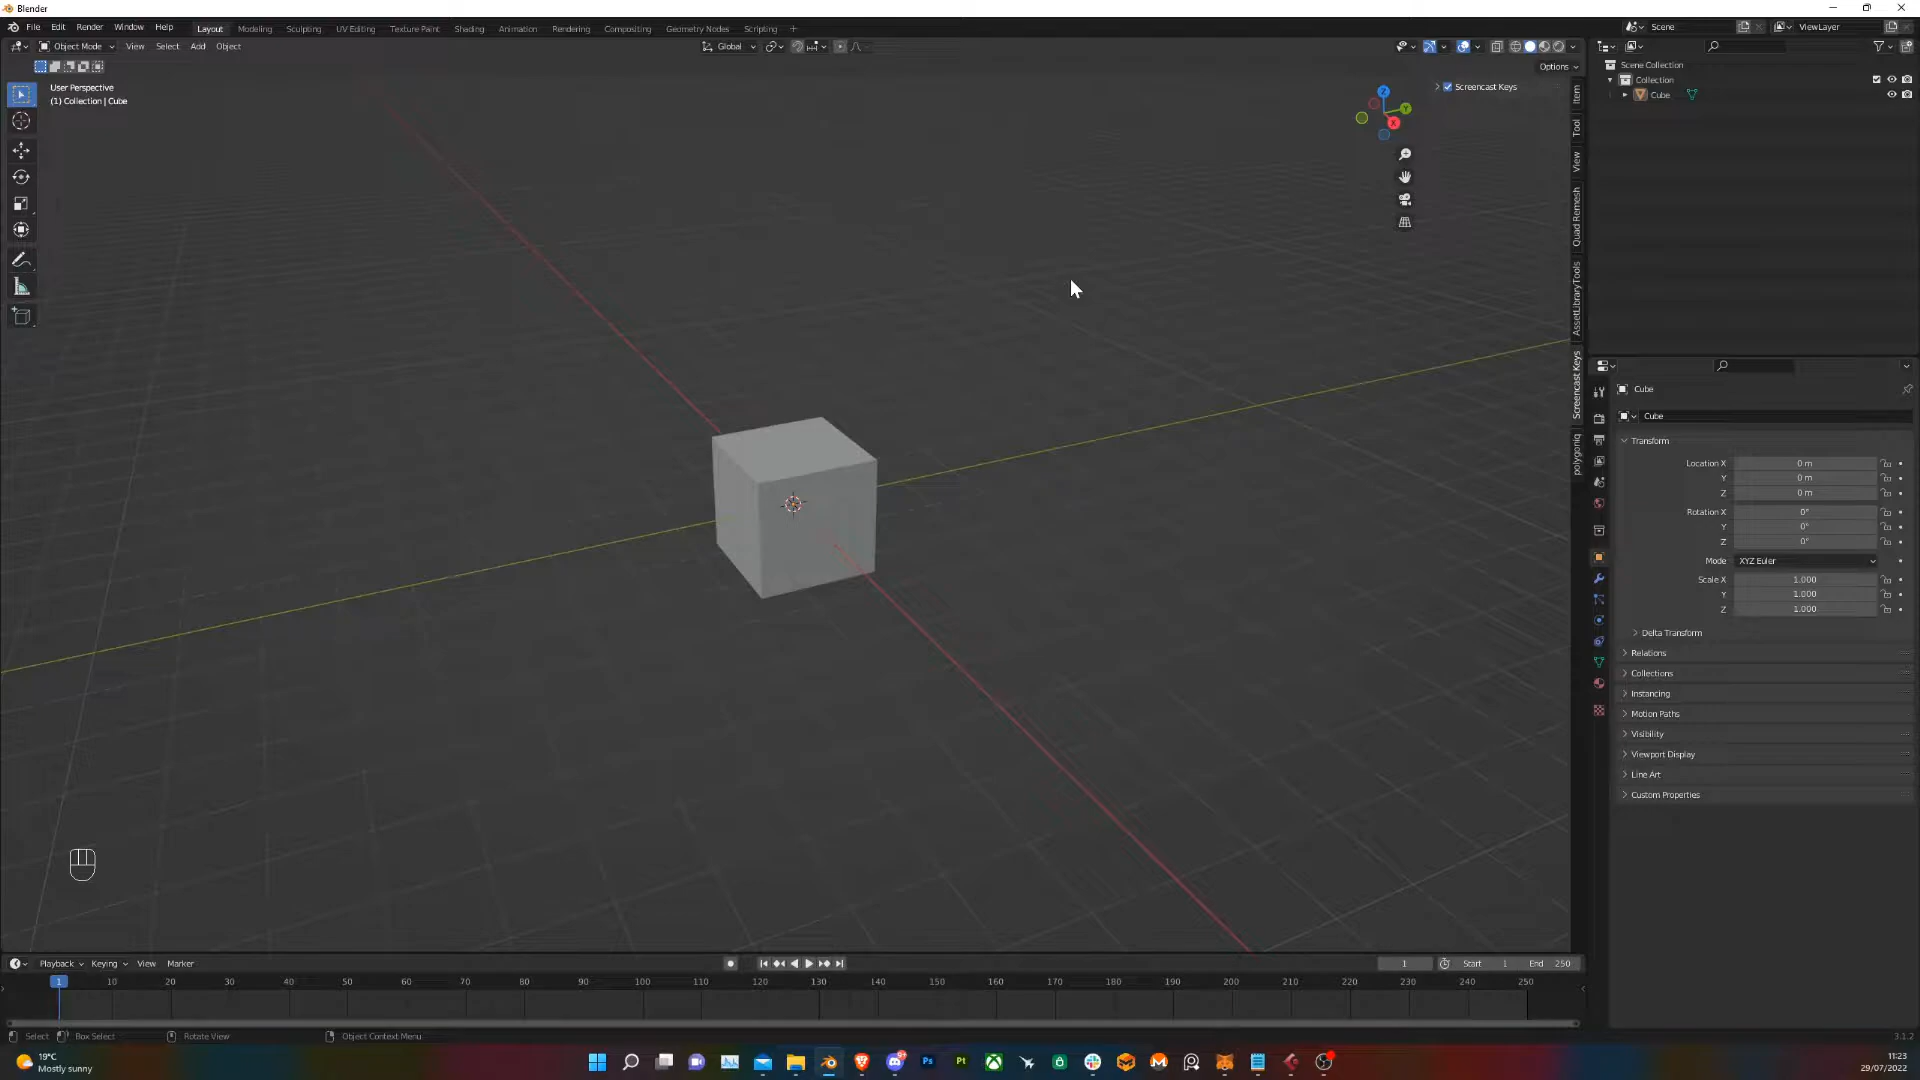 Blender
File Edit Render Window Help Layout Modeling Sculpting UV Editing Texture Paint Shading Animation Rendering Compositing Geometry Nodes Scripting + Scene ViewLayer
Object Mode View Select Add Object Global
Options
User Perspective
(1) Collection | Cube
Z
Y
X
Screencast Keys
Item
Tool
View
Quad Remesh
AssetLibraryTools
Screencast Keys
polygoniq
Scene Collection
Collection
Cube
Cube
Cube
Transform
Location X 0 m
Y 0 m
Z 0 m
Rotation X 0°
Y 0°
Z 0°
Mode XYZ Euler
Scale X 1.000
Y 1.000
Z 1.000
Delta Transform
Relations
Collections
Instancing
Motion Paths
Visibility
Viewport Display
Line Art
Custom Properties
Playback Keying View Marker 1 Start 1 End 250
1 10 20 30 40 50 60 70 80 90 100 110 120 130 140 150 160 170 180 190 200 210 220 230 240 250
Select Box Select Rotate View Object Context Menu 3.1.2
19°C
Mostly sunny
Ps
Pt
11:23
29/07/2022